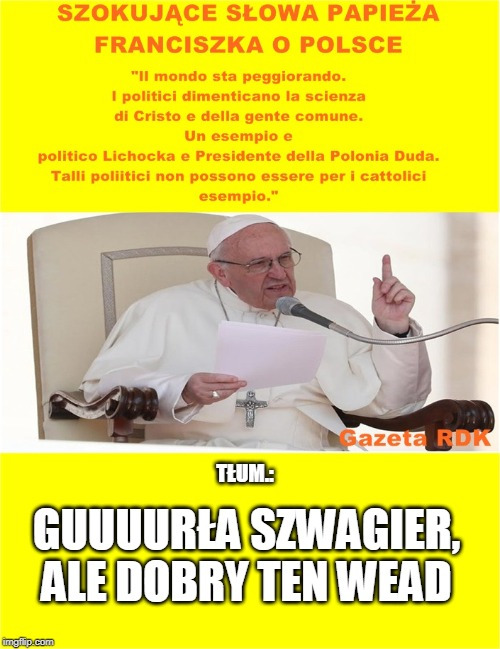 SZOKUJĄCE SŁOWA PAPIEŻA
FRANCISZKA O POLSCE
"Il mondo sta peggiorando.
I politici dimenticano la scienza
di Cristo e della gente comune.
Un esempio e
politico Lichocka e Presidente della Polonia Duda.
Talli poliitici non possono essere per i cattolici
esempio."
Gazeta RDK
TŁUM.:
GUUUURŁA SZWAGIER,
ALE DOBRY TEN WEAD
imgflip.com